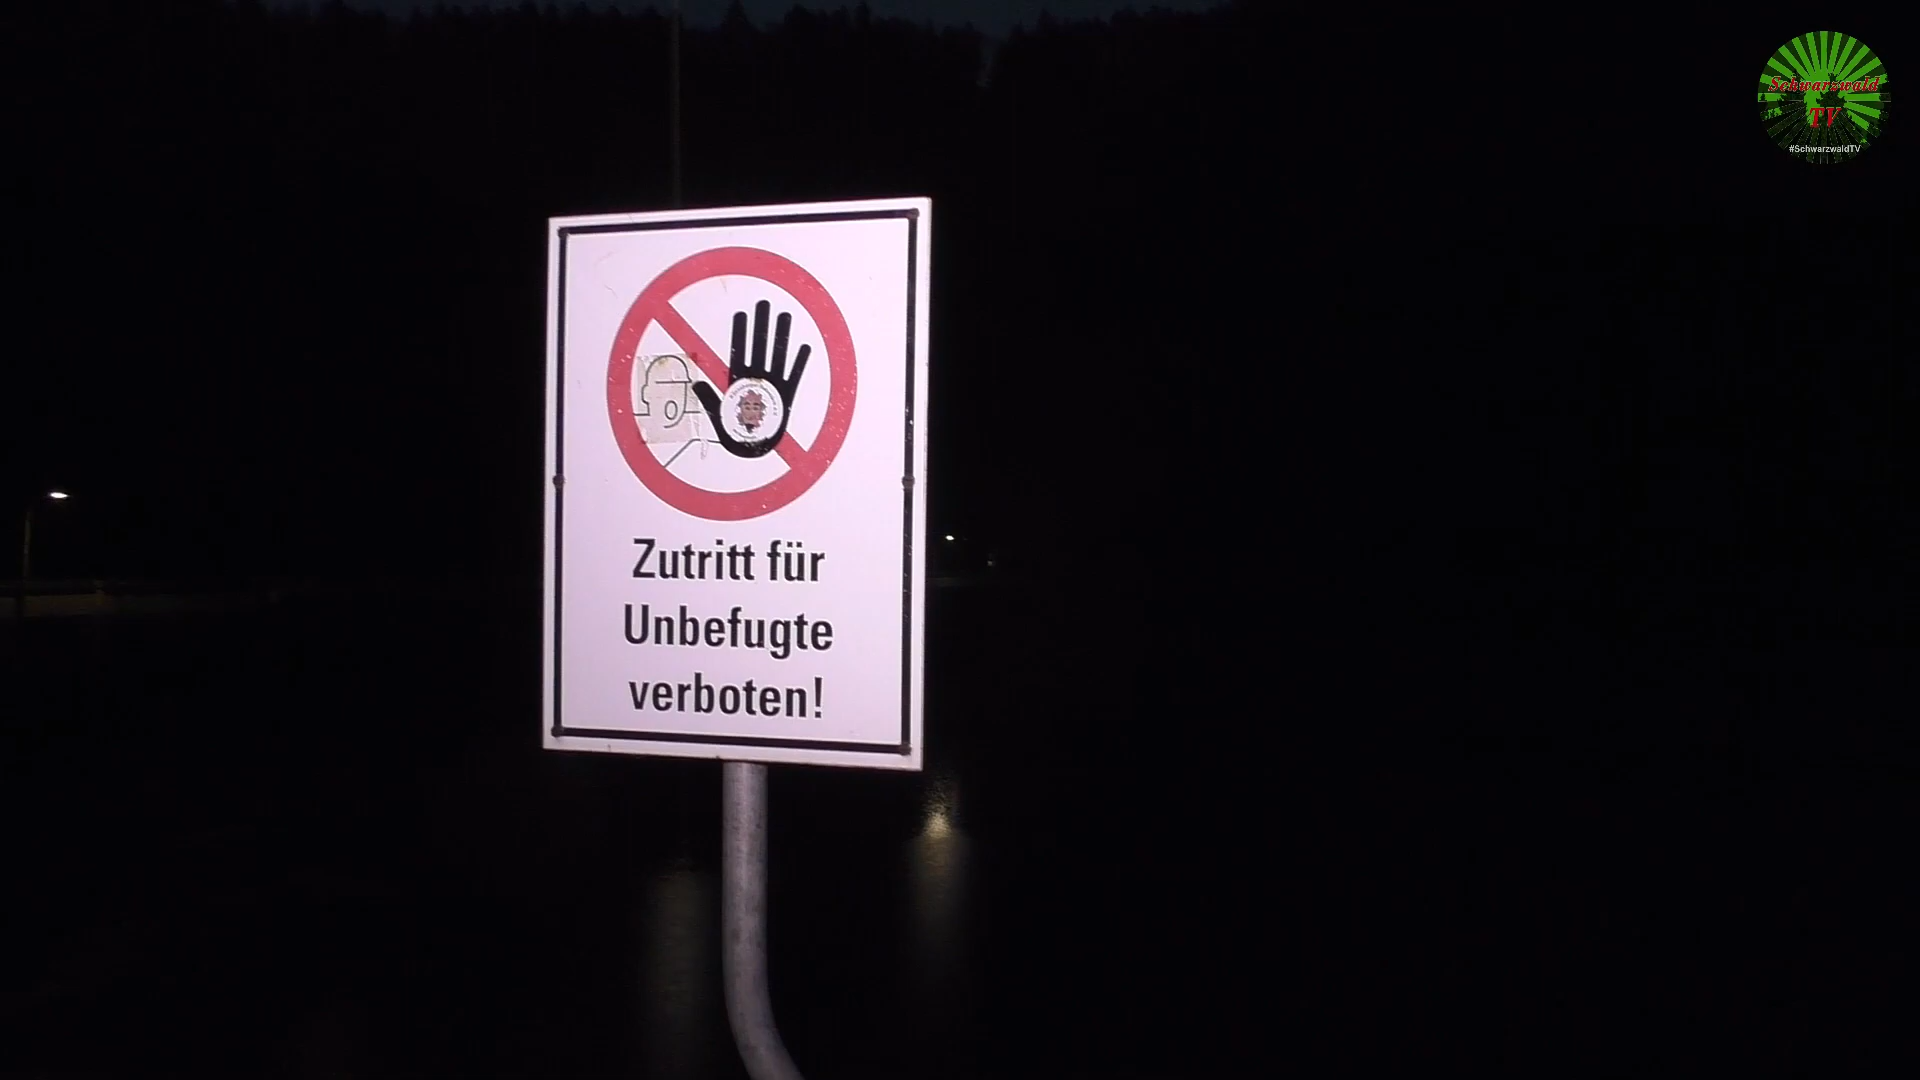 Schwarzwald
TV
#SchwarzwaldTV
Zutritt für
Unbefugte
verboten!